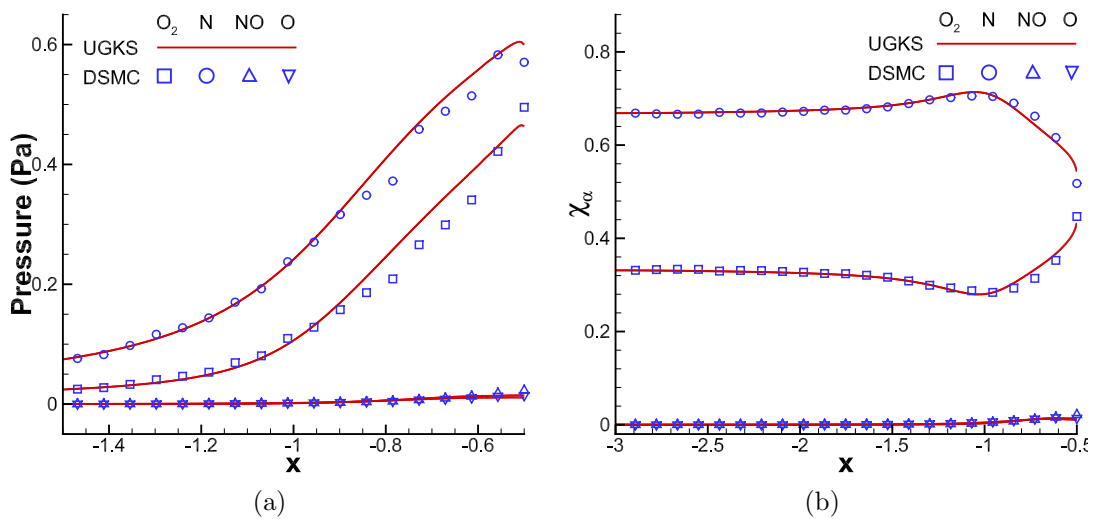 O₂ N NO O
UGKS
DSMC
0.6
0.4
0.2
0
Pressure (Pa)
-1.4 -1.2 -1 -0.8 -0.6
x
(a)
O₂ N NO O
UGKS
DSMC
0.8
0.6
0.4
0.2
0
χα
-3 -2.5 -2 -1.5 -1 -0.5
x
(b)